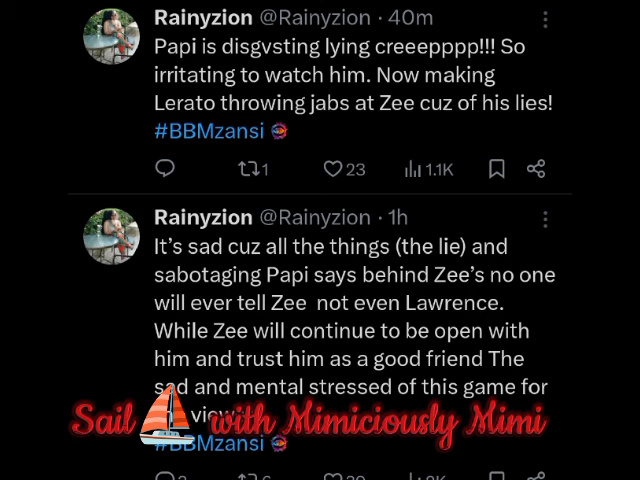 Rainyzion @Rainyzion · 40m
Papi is disgvsting lying creeepppp!!! So
irritating to watch him. Now making
Lerato throwing jabs at Zee cuz of his lies!
#BBMzansi
1 23 1.1K
Rainyzion @Rainyzion · 1h
It's sad cuz all the things (the lie) and
sabotaging Papi says behind Zee's no one
will ever tell Zee not even Lawrence.
While Zee will continue to be open with
him and trust him as a good friend The
sad and mental stressed of this game for
Sail with Mimiciously Mimi
#BBMzansi